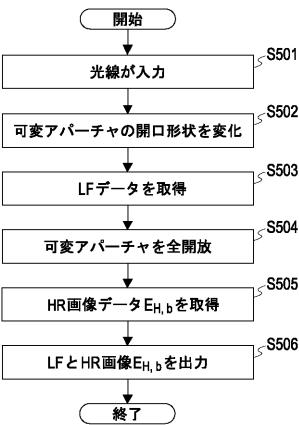 開始
S501
光線が入力
S502
可変アパーチャの開口形状を変化
S503
LFデータを取得
S504
可変アパーチャを全開放
S505
HR画像データEH, bを取得
S506
LFとHR画像EH, bを出力
終了